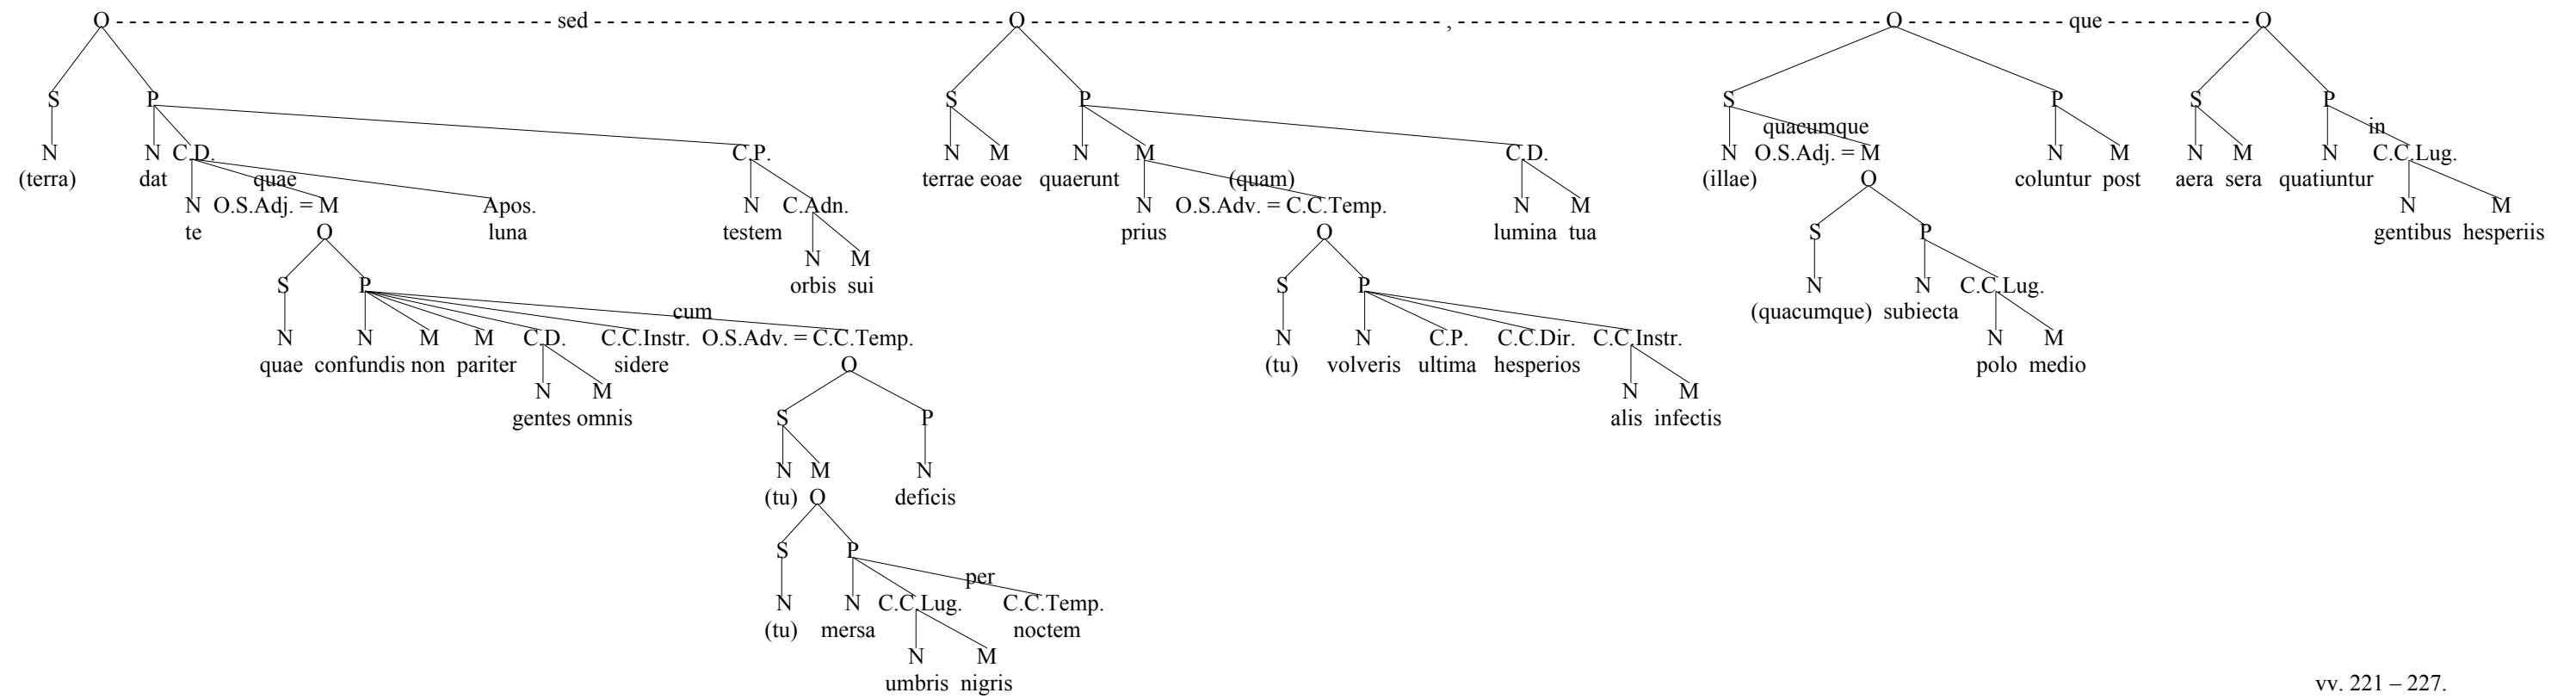 O sed O , O que O
S P S P S P S P
quacumque in
N N C.D. C.P. N M N M C.D. N O.S.Adj. = M N M N M N C.C.Lug.
(terra) dat quae terrae eoae quaerunt (quam) (illae) O coluntur post aera sera quatiuntur
N O.S.Adj. = M Apos. N C.Adn. N O.S.Adv. = C.C.Temp. N M N M
te O luna testem prius O lumina tua S P gentibus hesperiis
N M
S P orbis sui S P N N C.C.Lug.
cum (quacumque) subiecta
N N M M C.D. C.C.Instr. O.S.Adv. = C.C.Temp. N N C.P. C.C.Dir. C.C.Instr. N M
quae confundis non pariter sidere O (tu) volveris ultima hesperios polo medio
N M N M
gentes omnis S P alis infectis
N M N
(tu) O deficis
S P
per
N N C.C.Lug. C.C.Temp.
(tu) mersa noctem
N M
umbris nigris vv. 221 – 227.